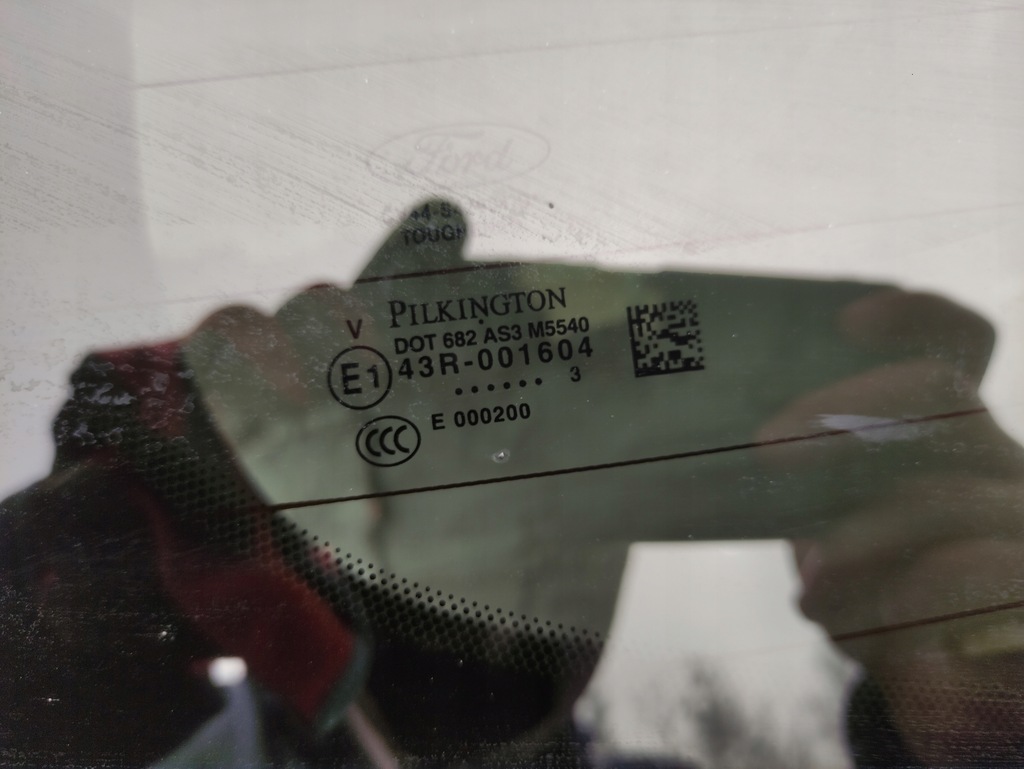 Ford
TOUGH
V
PILKINGTON
DOT 682 AS3 M5540
E1 43R-001604
...... 3
CCC E 000200